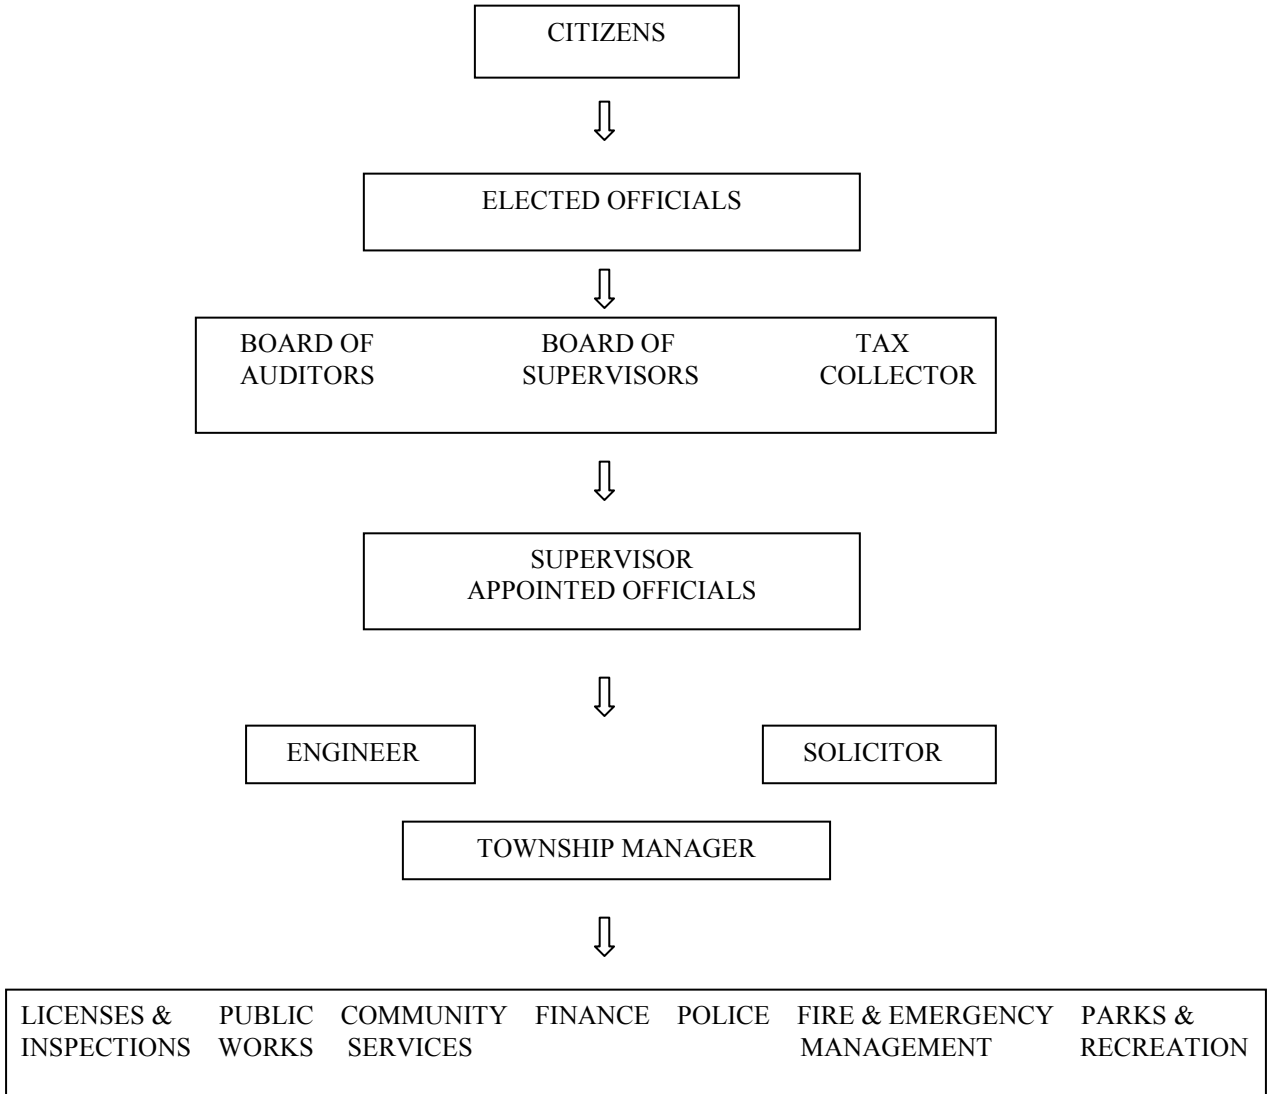 CITIZENS
ELECTED OFFICIALS
BOARD OF AUDITORS
BOARD OF SUPERVISORS
TAX COLLECTOR
SUPERVISOR
APPOINTED OFFICIALS
ENGINEER
SOLICITOR
TOWNSHIP MANAGER
LICENSES &
INSPECTIONS
PUBLIC
WORKS
COMMUNITY
SERVICES
FINANCE
POLICE
FIRE & EMERGENCY
MANAGEMENT
PARKS &
RECREATION